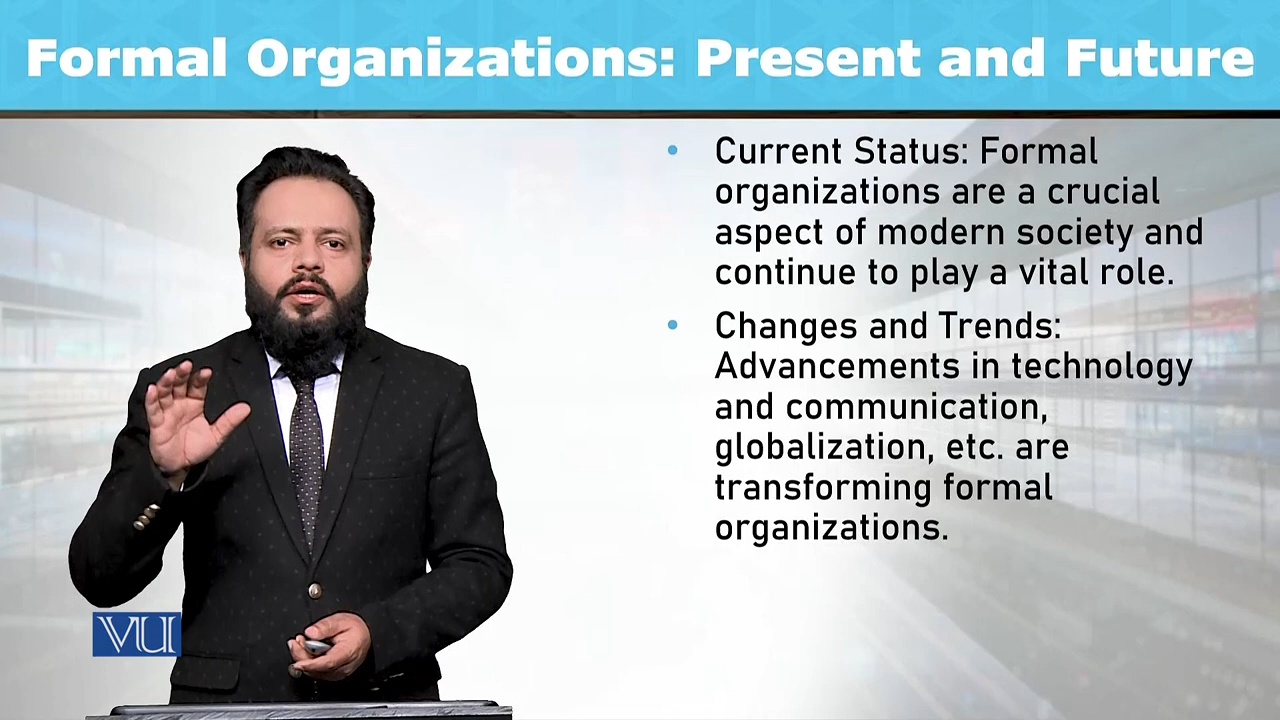 Formal Organizations: Present and Future
• Current Status: Formal
organizations are a crucial
aspect of modern society and
continue to play a vital role.
• Changes and Trends:
Advancements in technology
and communication,
globalization, etc. are
transforming formal
organizations.
VU